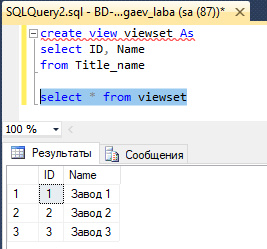 SQLQuery2.sql - BD-...gaev_laba (sa (87))*
create view viewset As
select ID, Name
from Title_name
select * from viewset
100 %
Результаты Сообщения
ID Name
1 1 Завод 1
2 2 Завод 2
3 3 Завод 3